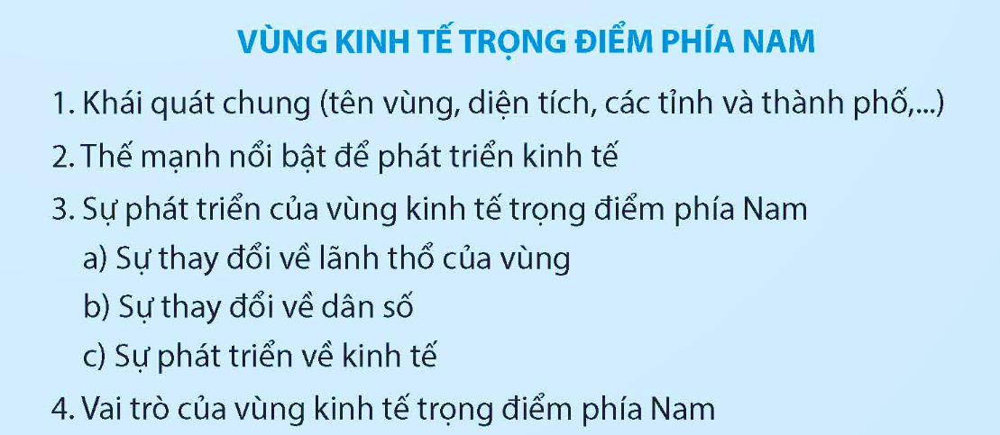 VÙNG KINH TẾ TRỌNG ĐIỂM PHÍA NAM
1. Khái quát chung (tên vùng, diện tích, các tỉnh và thành phố,...)
2. Thế mạnh nổi bật để phát triển kinh tế
3. Sự phát triển của vùng kinh tế trọng điểm phía Nam
a) Sự thay đổi về lãnh thổ của vùng
b) Sự thay đổi về dân số
c) Sự phát triển về kinh tế
4. Vai trò của vùng kinh tế trọng điểm phía Nam